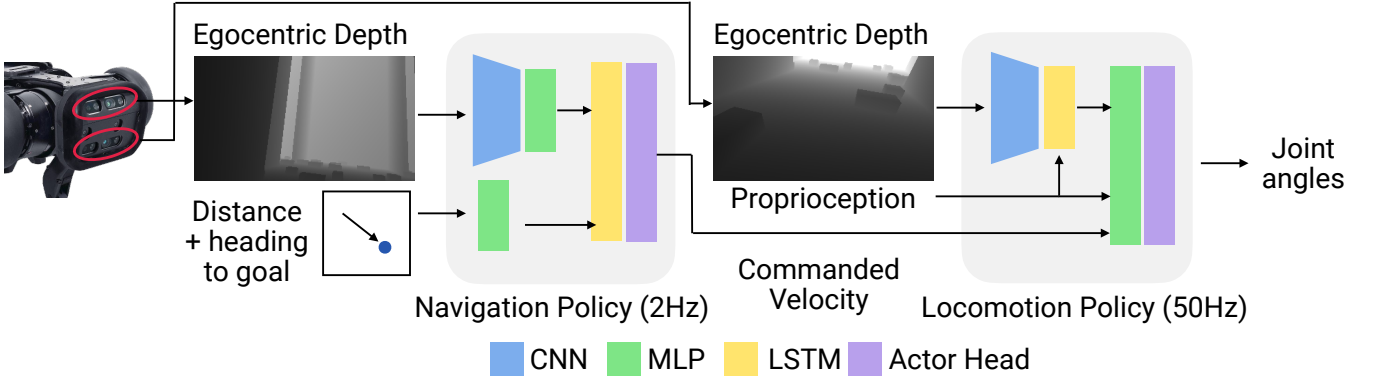 Egocentric Depth
Egocentric Depth
Distance
+ heading
to goal
Proprioception
Joint
angles
Commanded
Velocity
Navigation Policy (2Hz)
Locomotion Policy (50Hz)
CNN
MLP
LSTM
Actor Head